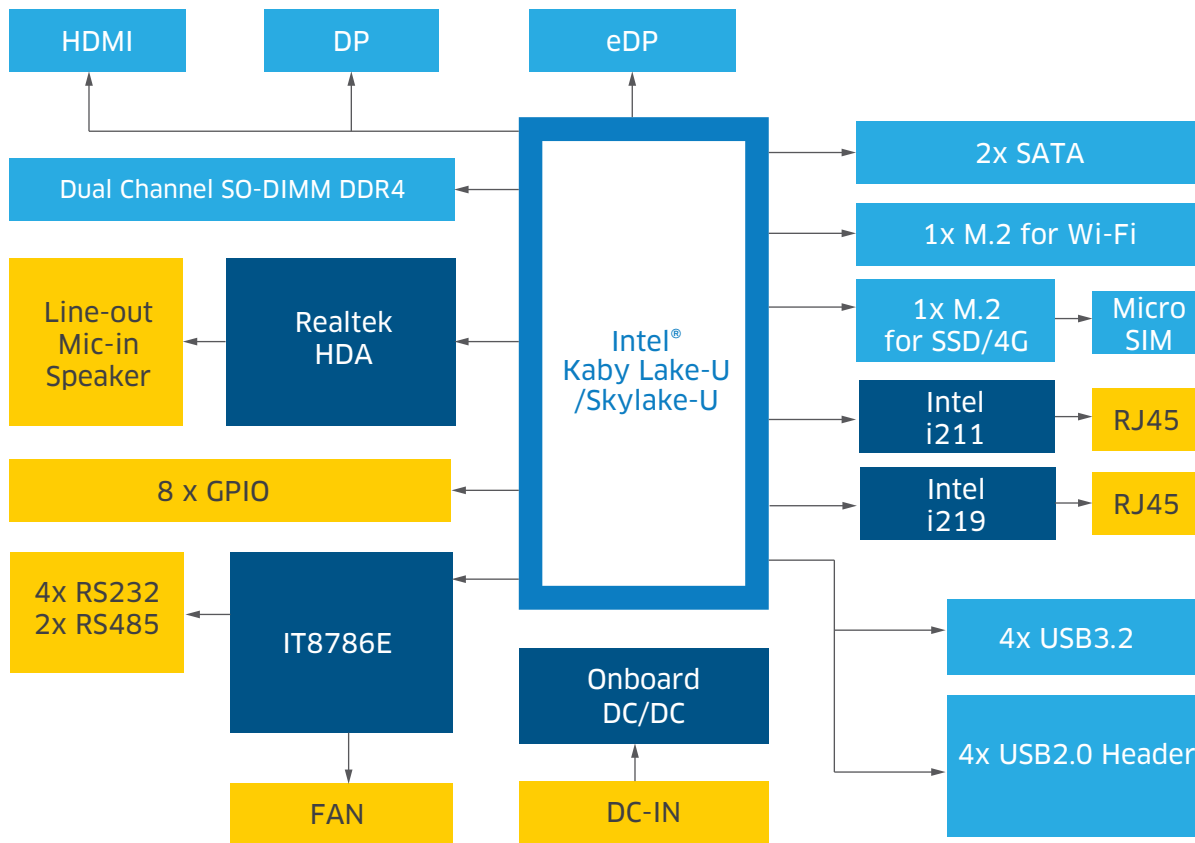 HDMI
DP
eDP
2x SATA
Dual Channel SO-DIMM DDR4
1x M.2 for Wi-Fi
Line-out
Mic-in
Speaker
Realtek
HDA
Intel®
Kaby Lake-U
/Skylake-U
1x M.2
for SSD/4G
Micro
SIM
Intel
i211
RJ45
8 x GPIO
Intel
i219
RJ45
4x RS232
2x RS485
IT8786E
4x USB3.2
Onboard
DC/DC
4x USB2.0 Header
FAN
DC-IN